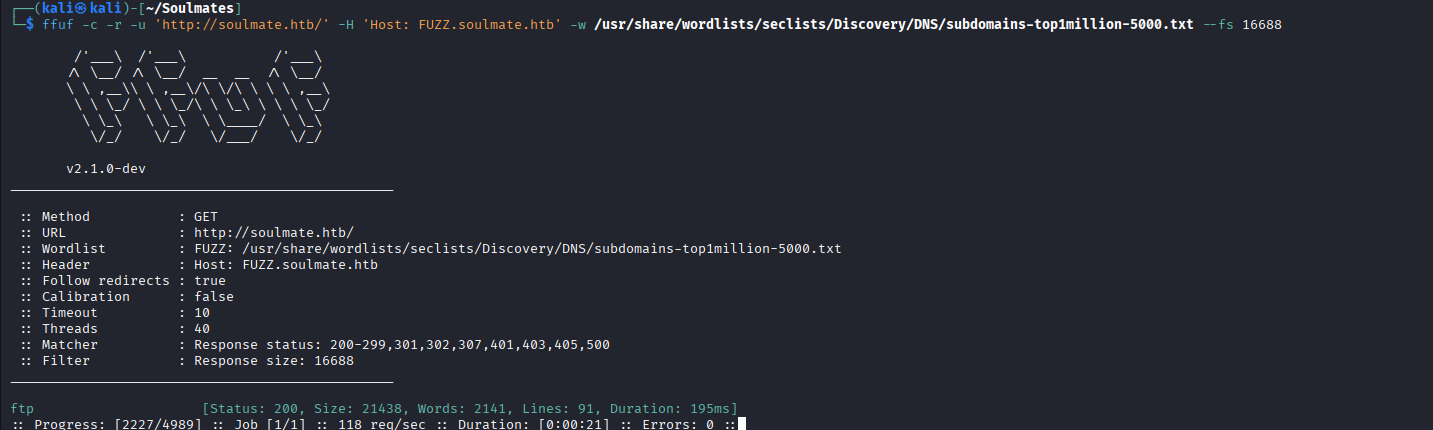 ┌──(kali㉿kali)-[~/Soulmates]
└─$ ffuf -c -r -u 'http://soulmate.htb/' -H 'Host: FUZZ.soulmate.htb' -w /usr/share/wordlists/seclists/Discovery/DNS/subdomains-top1million-5000.txt --fs 16688
        /'___\  /'___\           /'___\
       /\ \__/ /\ \__/  __  __  /\ \__/
       \ \ ,__\\ \ ,__\/\ \/\ \ \ \ ,__\
        \ \ \_/ \ \ \_/\ \ \_\ \ \ \ \_/
         \ \_\   \ \_\  \ \____/  \ \_\
          \/_/    \/_/   \/___/    \/_/
       v2.1.0-dev
________________________________________________
 :: Method           : GET
 :: URL              : http://soulmate.htb/
 :: Wordlist         : FUZZ: /usr/share/wordlists/seclists/Discovery/DNS/subdomains-top1million-5000.txt
 :: Header           : Host: FUZZ.soulmate.htb
 :: Follow redirects : true
 :: Calibration      : false
 :: Timeout          : 10
 :: Threads          : 40
 :: Matcher          : Response status: 200-299,301,302,307,401,403,405,500
 :: Filter           : Response size: 16688
________________________________________________
ftp                     [Status: 200, Size: 21438, Words: 2141, Lines: 91, Duration: 195ms]
:: Progress: [2227/4989] :: Job [1/1] :: 118 req/sec :: Duration: [0:00:21] :: Errors: 0 ::